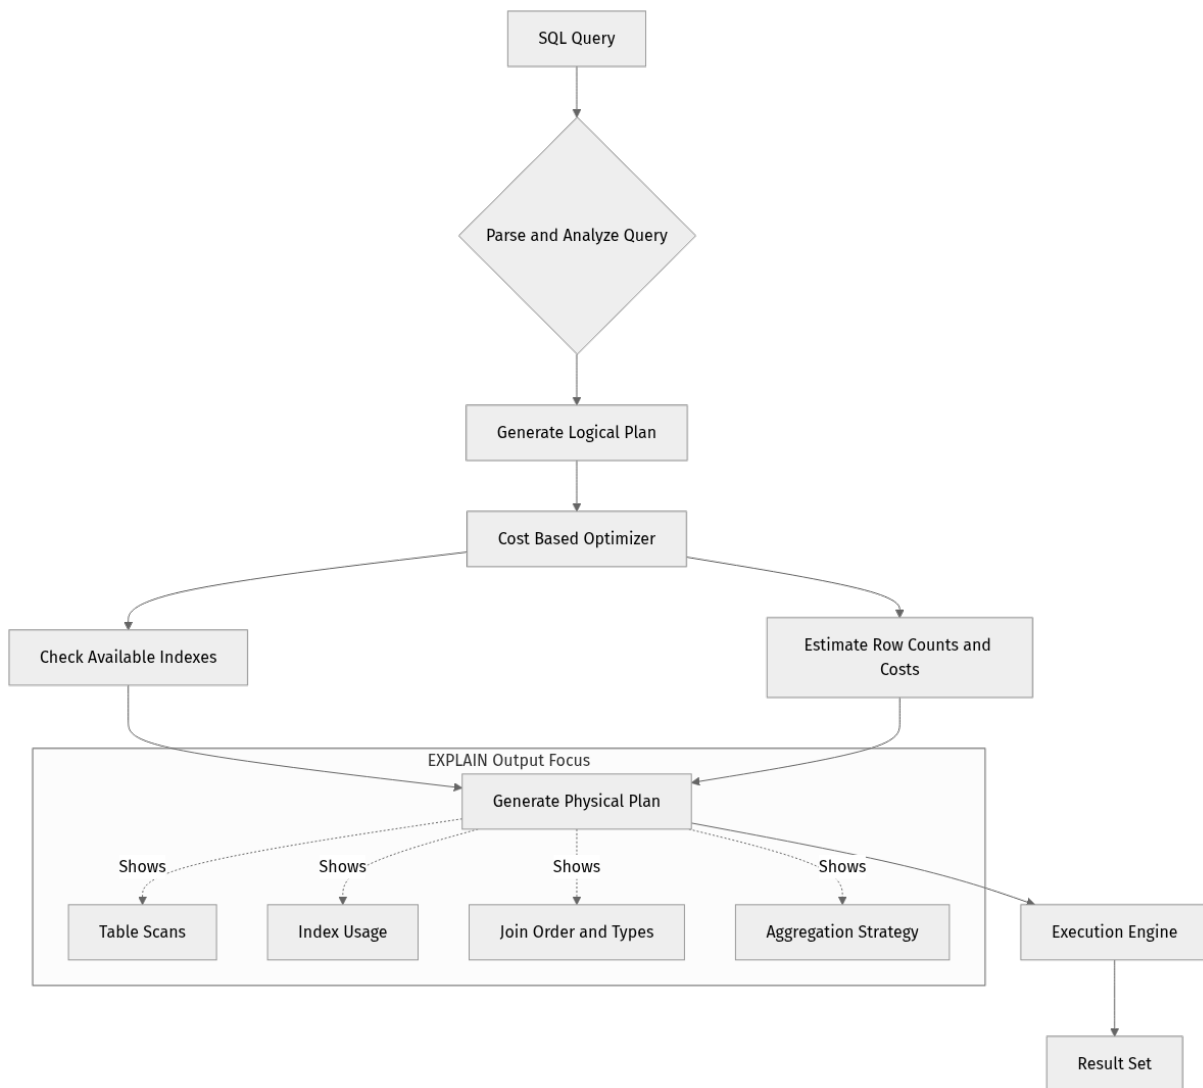 SQL Query
Parse and Analyze Query
Generate Logical Plan
Cost Based Optimizer
Check Available Indexes
Estimate Row Counts and
Costs
EXPLAIN Output Focus
Generate Physical Plan
Shows
Shows
Shows
Shows
Table Scans
Index Usage
Join Order and Types
Aggregation Strategy
Execution Engine
Result Set